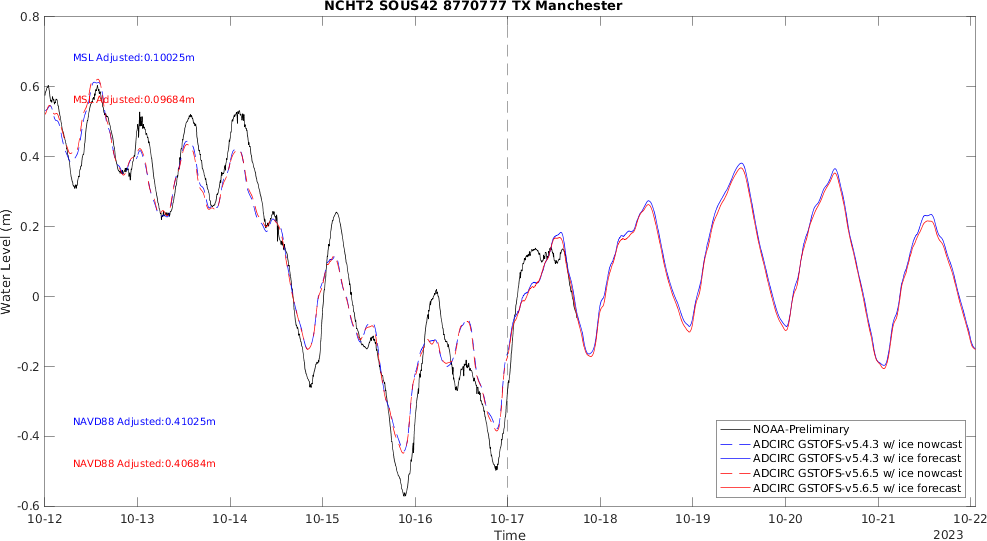 NCHT2 SOUS42 8770777 TX Manchester
0.8
MSL Adjusted:0.10025m
0.6
MSL Adjusted:0.09684m
0.4
0.2
Water Level (m)
0
-0.2
NAVD88 Adjusted:0.41025m
-0.4
NAVD88 Adjusted:0.40684m
-0.6
NOAA-Preliminary
ADCIRC GSTOFS-v5.4.3 w/ ice nowcast
ADCIRC GSTOFS-v5.4.3 w/ ice forecast
ADCIRC GSTOFS-v5.6.5 w/ ice nowcast
ADCIRC GSTOFS-v5.6.5 w/ ice forecast
10-12 10-13 10-14 10-15 10-16 10-17 10-18 10-19 10-20 10-21 10-22
Time
2023